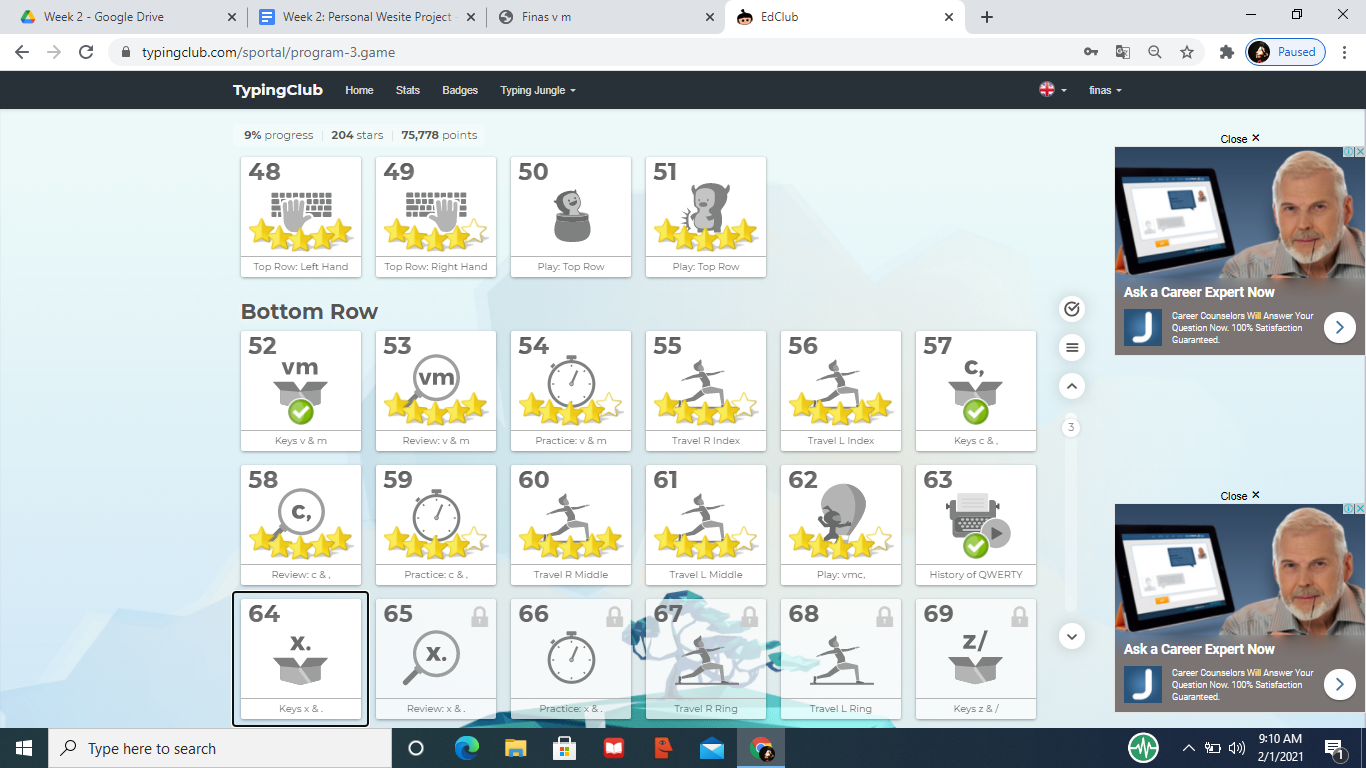 Week 2 - Google Drive
Week 2: Personal Wesite Project -
Finas v m
EdClub
typingclub.com/sportal/program-3.game
Paused
TypingClub Home Stats Badges Typing Jungle
finas
9% progress | 204 stars | 75,778 points
48 49 50 51
Top Row: Left Hand Top Row: Right Hand Play: Top Row Play: Top Row
Bottom Row
52 53 54 55 56 57
vm vm c,
Keys v & m Review: v & m Practice: v & m Travel R Index Travel L Index Keys c & ,
58 59 60 61 62 63
c,
Review: c & , Practice: c & , Travel R Middle Travel L Middle Play: vmc, History of QWERTY
64 65 66 67 68 69
x. x. z/
Keys x & . Review: x & . Practice: x & . Travel R Ring Travel L Ring Keys z & /
3
Close ✕
Ask a Career Expert Now
Career Counselors Will Answer Your
Question Now. 100% Satisfaction
Guaranteed.
Close ✕
Ask a Career Expert Now
Career Counselors Will Answer Your
Question Now. 100% Satisfaction
Guaranteed.
Type here to search
9:10 AM
2/1/2021
1